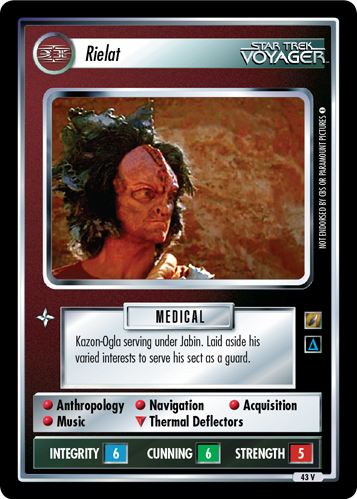 Rielat
STAR TREK
VOYAGER
NOT ENDORSED BY CBS OR PARAMOUNT PICTURES
MEDICAL
Kazon-Ogla serving under Jabin. Laid aside his
varied interests to serve his sect as a guard.
Anthropology Navigation Acquisition
Music Thermal Deflectors
INTEGRITY 6 CUNNING 6 STRENGTH 5
43 V